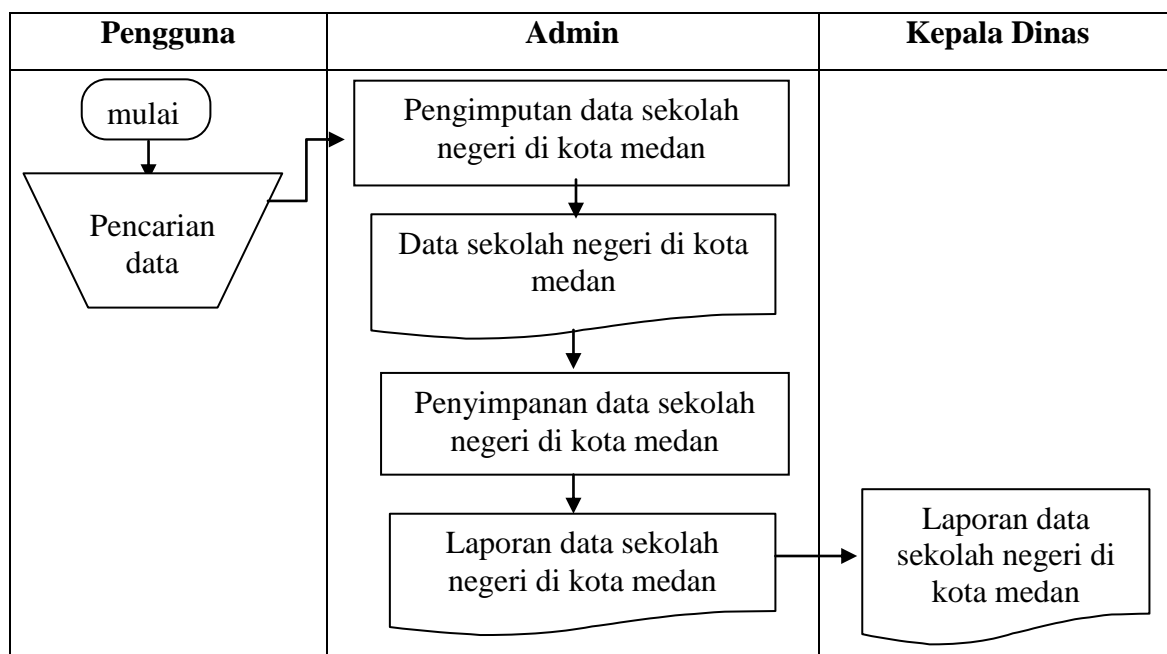 Pengguna
Admin
Kepala Dinas
mulai
Pencarian
data
Pengimputan data sekolah
negeri di kota medan
Data sekolah negeri di kota
medan
Penyimpanan data sekolah
negeri di kota medan
Laporan data sekolah
negeri di kota medan
Laporan data
sekolah negeri di
kota medan